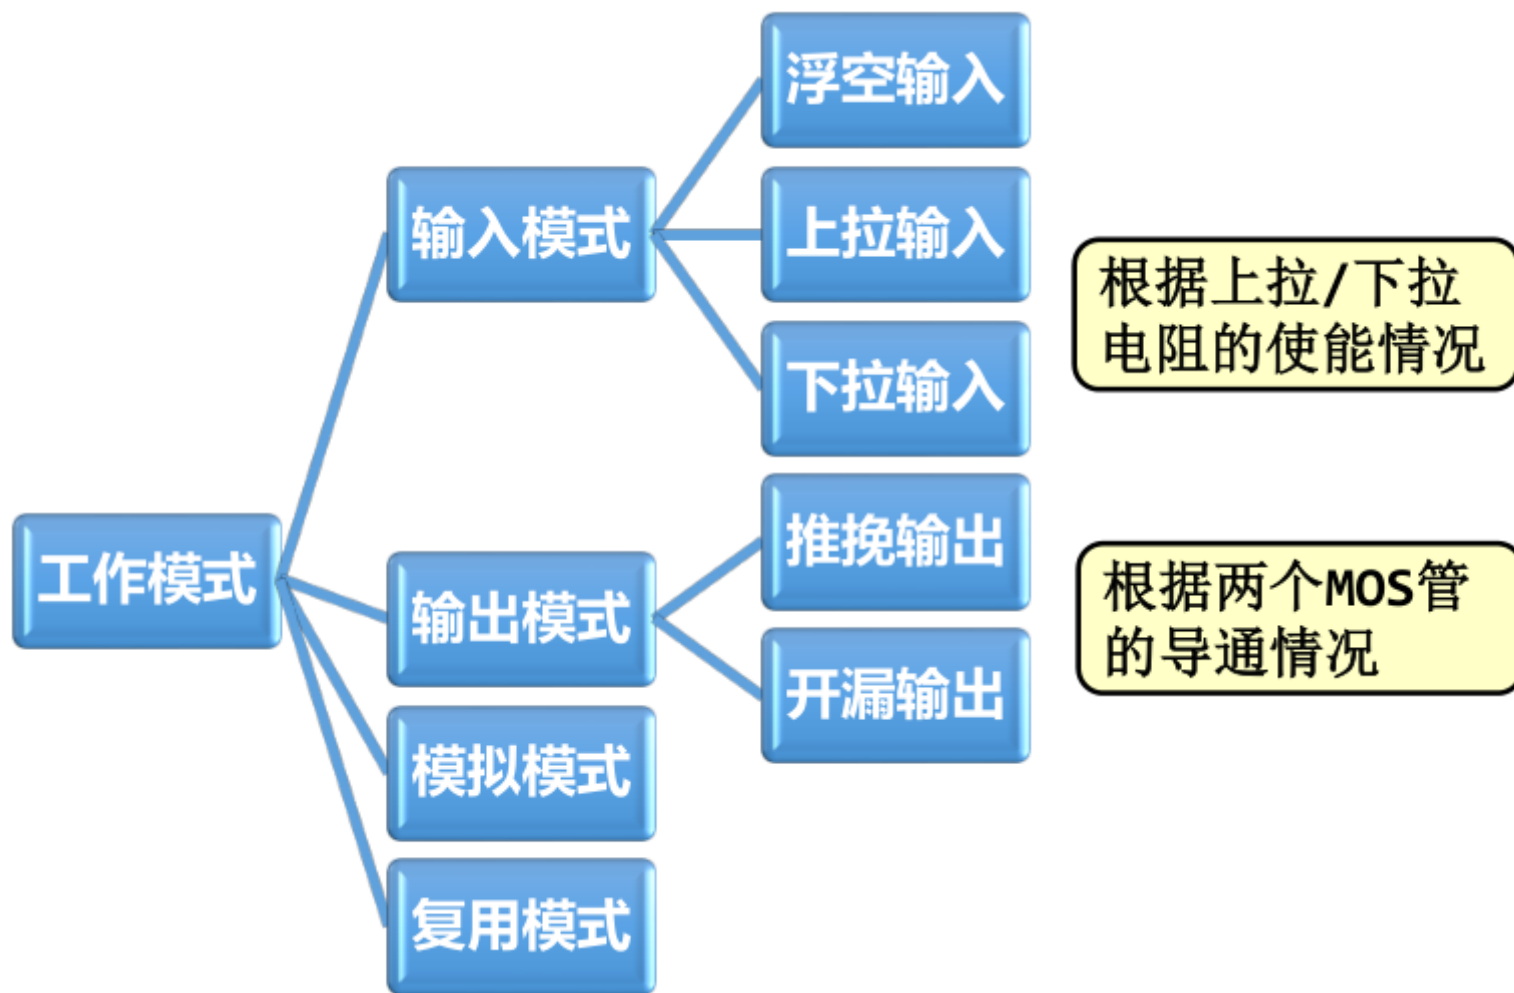 工作模式
输入模式
浮空输入
上拉输入
下拉输入
根据上拉/下拉
电阻的使能情况
输出模式
推挽输出
开漏输出
根据两个MOS管
的导通情况
模拟模式
复用模式